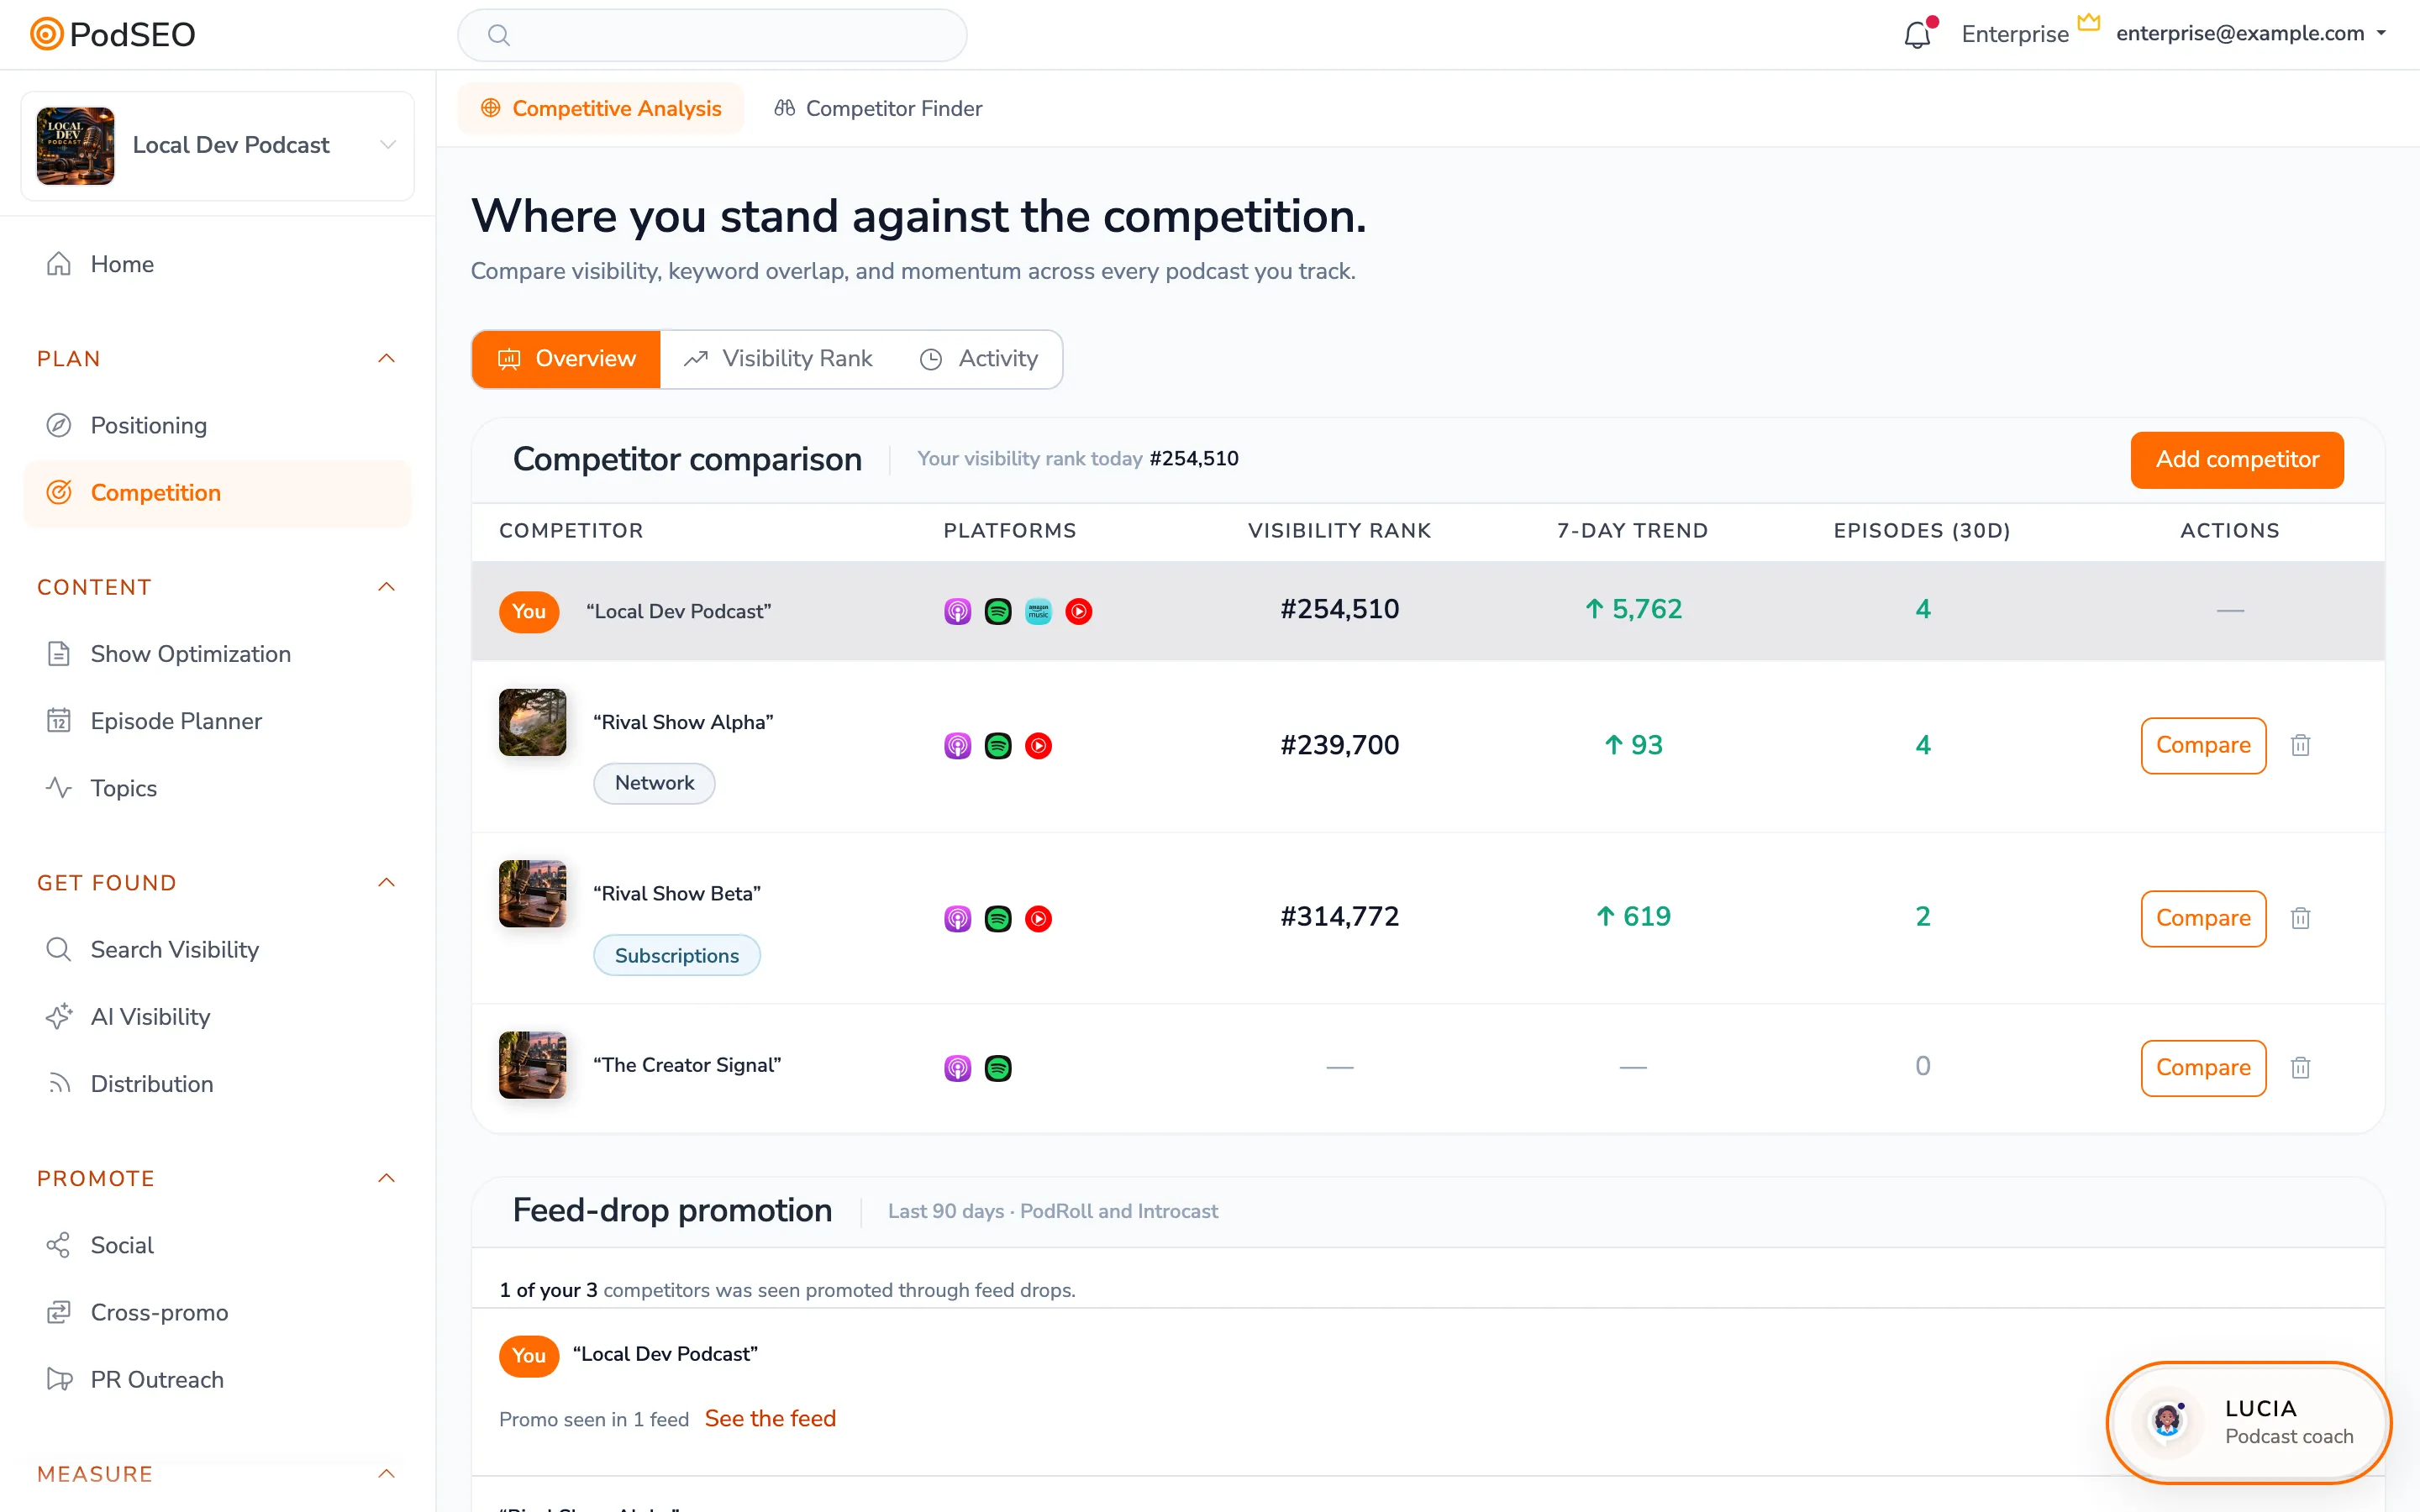 PodSEO
Enterprise
enterprise@example.com
LOCAL DEV PODCAST
Local Dev Podcast
Competitive Analysis
Competitor Finder
Home
PLAN
Positioning
Competition
CONTENT
Show Optimization
12
Episode Planner
Topics
GET FOUND
Search Visibility
AI Visibility
Distribution
PROMOTE
Social
Cross-promo
PR Outreach
MEASURE
Where you stand against the competition.
Compare visibility, keyword overlap, and momentum across every podcast you track.
Overview
Visibility Rank
Activity
Competitor comparison
Your visibility rank today #254,510
Add competitor
COMPETITOR PLATFORMS VISIBILITY RANK 7-DAY TREND EPISODES (30D) ACTIONS
You “Local Dev Podcast” amazon music #254,510 ↑ 5,762 4 —
“Rival Show Alpha” #239,700 ↑ 93 4 Compare
Network
“Rival Show Beta” #314,772 ↑ 619 2 Compare
Subscriptions
“The Creator Signal” — — 0 Compare
Feed-drop promotion
Last 90 days · PodRoll and Introcast
1 of your 3 competitors was seen promoted through feed drops.
You “Local Dev Podcast”
Promo seen in 1 feed See the feed
LUCIA
Podcast coach